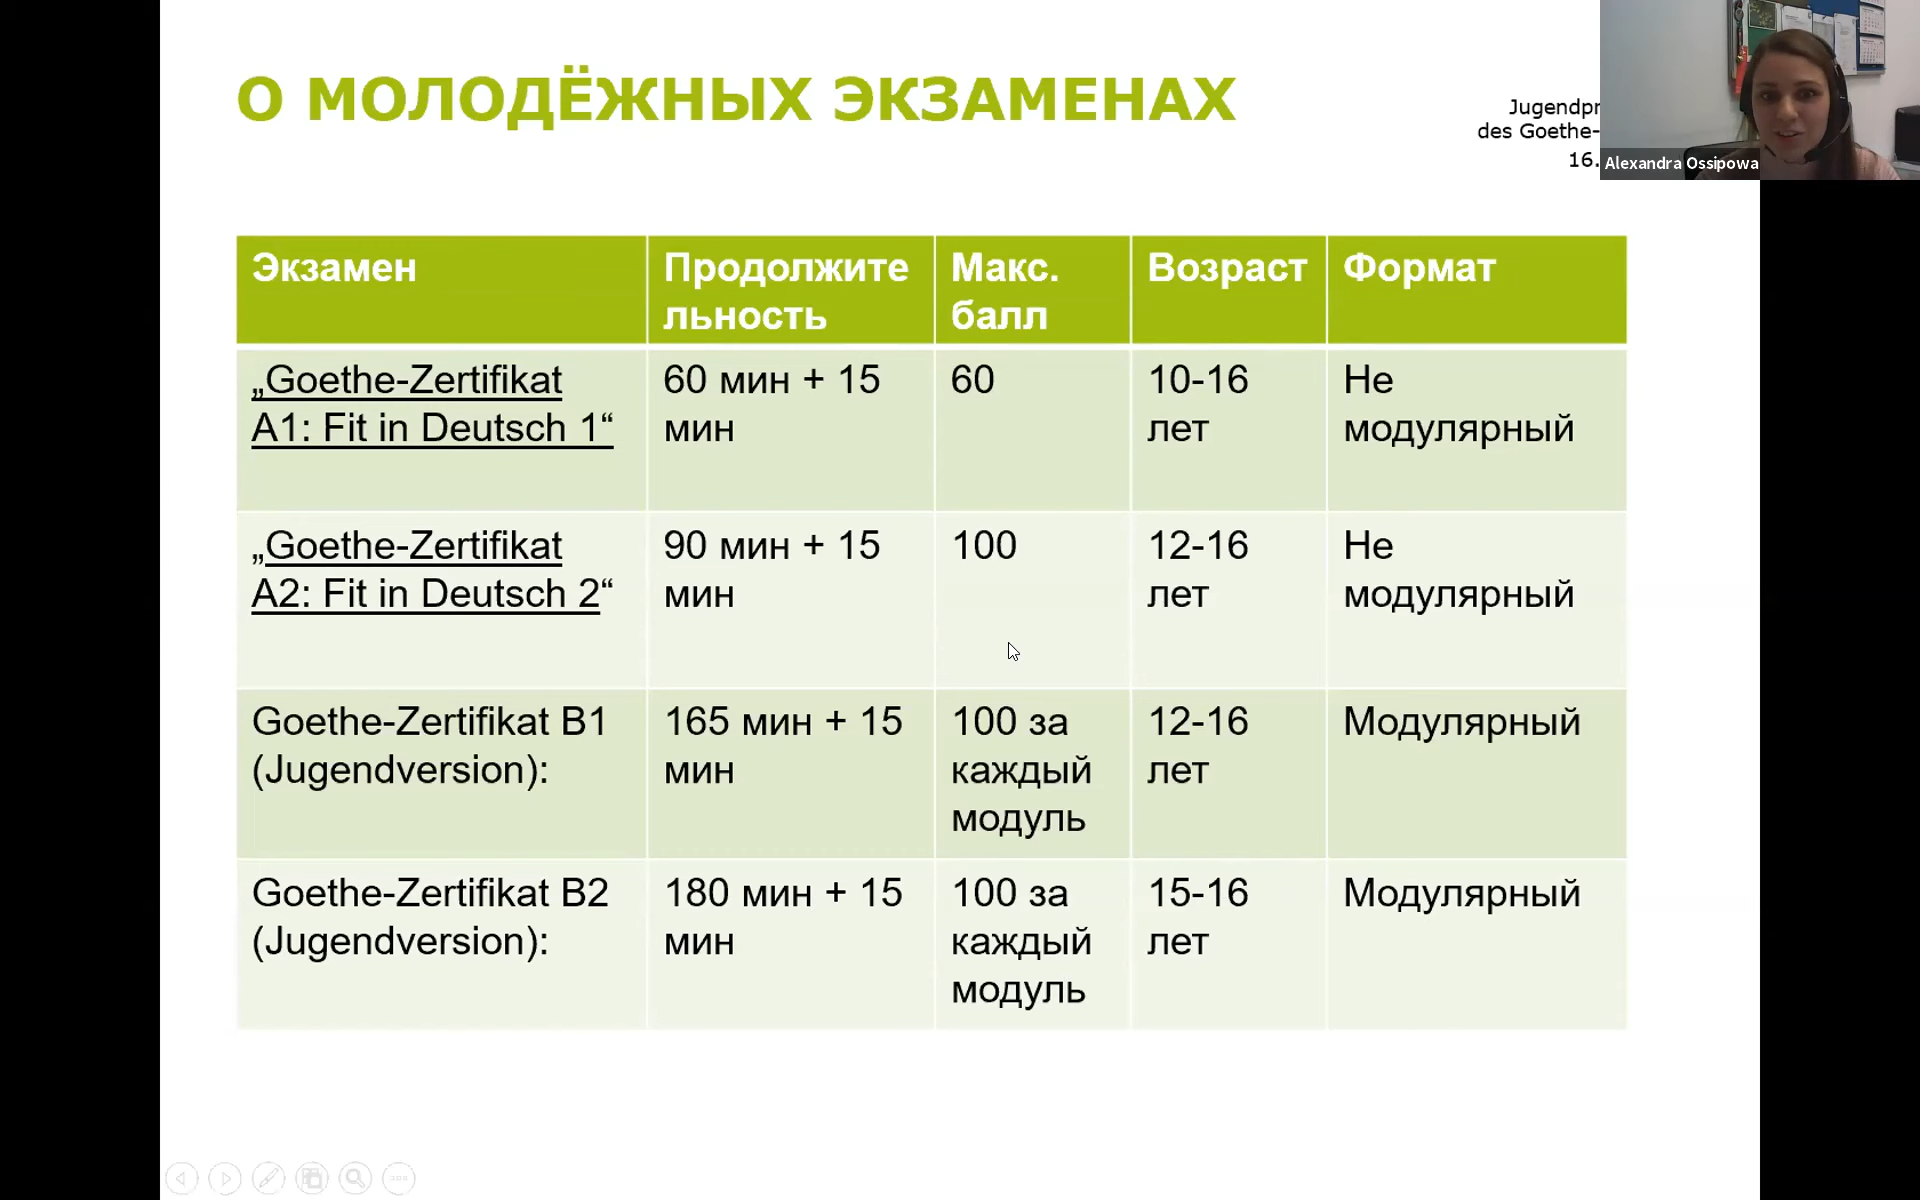 О МОЛОДЁЖНЫХ ЭКЗАМЕНАХ
des Goethe-
16.
Alexandra Ossipowa
Экзамен
Продолжите
льность
Макс.
балл
Возраст
Формат
„Goethe-Zertifikat
A1: Fit in Deutsch 1“
60 мин + 15
мин
60
10-16
лет
Не
модулярный
„Goethe-Zertifikat
A2: Fit in Deutsch 2“
90 мин + 15
мин
100
12-16
лет
Не
модулярный
Goethe-Zertifikat B1
(Jugendversion):
165 мин + 15
мин
100 за
каждый
модуль
12-16
лет
Модулярный
Goethe-Zertifikat B2
(Jugendversion):
180 мин + 15
мин
100 за
каждый
модуль
15-16
лет
Модулярный